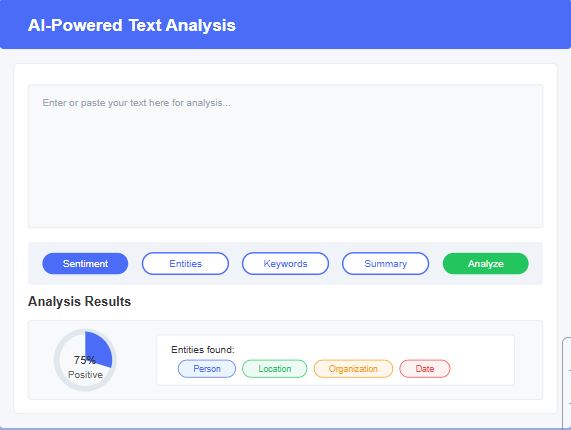 AI-Powered Text Analysis
Enter or paste your text here for analysis...
Sentiment Entities Keywords Summary Analyze
Analysis Results
75%
Positive
Entities found:
Person Location Organization Date